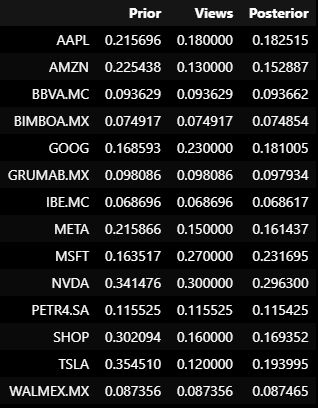 Prior Views Posterior
AAPL 0.215696 0.180000 0.182515
AMZN 0.225438 0.130000 0.152887
BBVA.MC 0.093629 0.093629 0.093662
BIMBOA.MX 0.074917 0.074917 0.074854
GOOG 0.168593 0.230000 0.181005
GRUMAB.MX 0.098086 0.098086 0.097934
IBE.MC 0.068696 0.068696 0.068617
META 0.215866 0.150000 0.161437
MSFT 0.163517 0.270000 0.231695
NVDA 0.341476 0.300000 0.296300
PETR4.SA 0.115525 0.115525 0.115425
SHOP 0.302094 0.160000 0.169352
TSLA 0.354510 0.120000 0.193995
WALMEX.MX 0.087356 0.087356 0.087465